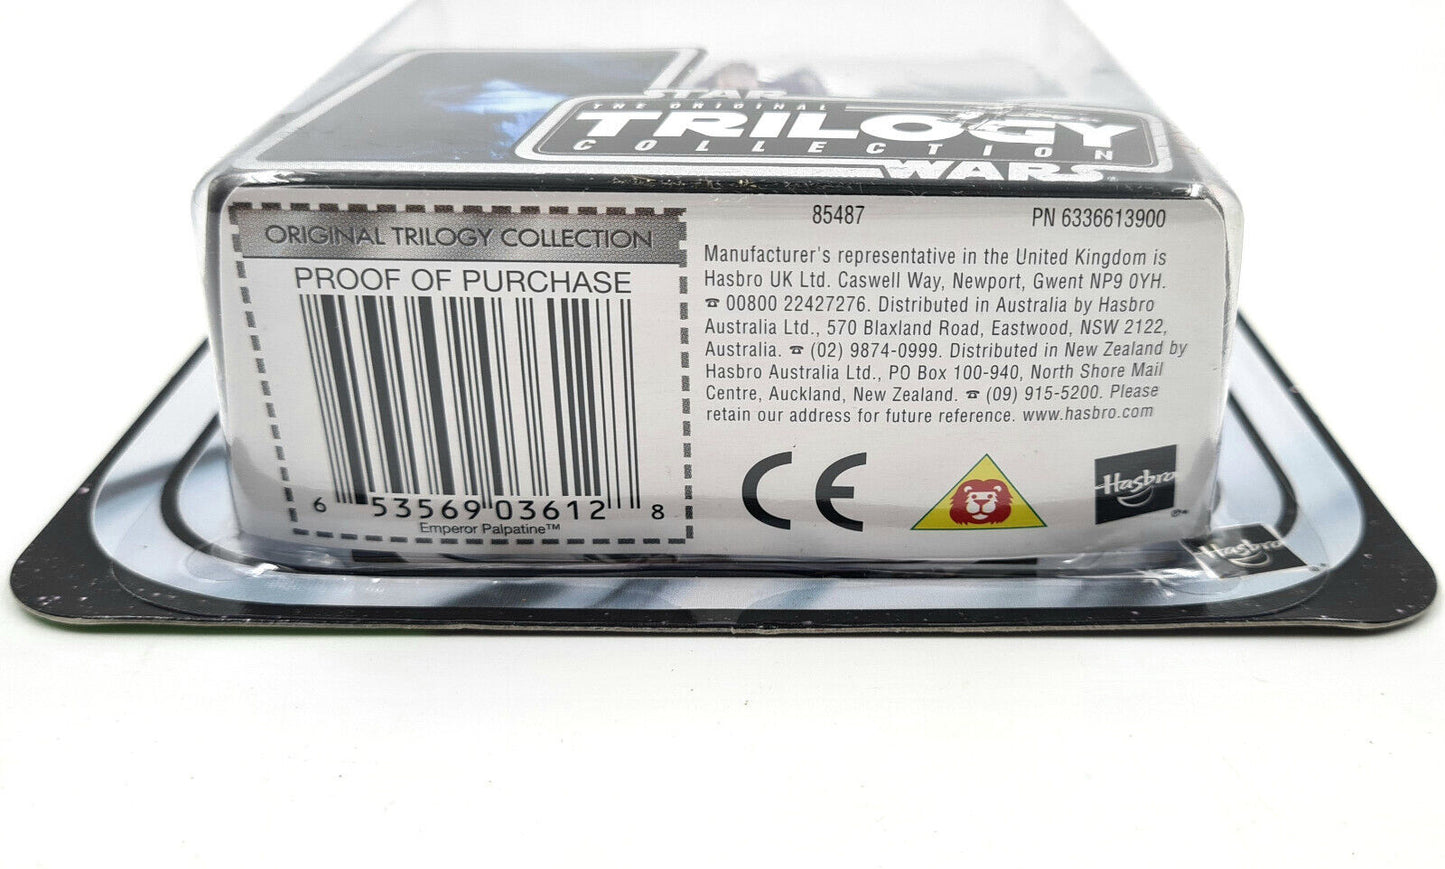 STAR
THE ORIGINAL
TRILOGY
COLLECTION
WARS
ORIGINAL TRILOGY COLLECTION
PROOF OF PURCHASE
6 53569 03612 8
Emperor Palpatine™
85487 PN 6336613900
Manufacturer's representative in the United Kingdom is
Hasbro UK Ltd. Caswell Way, Newport, Gwent NP9 0YH.
☎ 00800 22427276. Distributed in Australia by Hasbro
Australia Ltd., 570 Blaxland Road, Eastwood, NSW 2122,
Australia. ☎ (02) 9874-0999. Distributed in New Zealand by
Hasbro Australia Ltd., PO Box 100-940, North Shore Mail
Centre, Auckland, New Zealand. ☎ (09) 915-5200. Please
retain our address for future reference. www.hasbro.com
CE
Hasbro
Hasbro